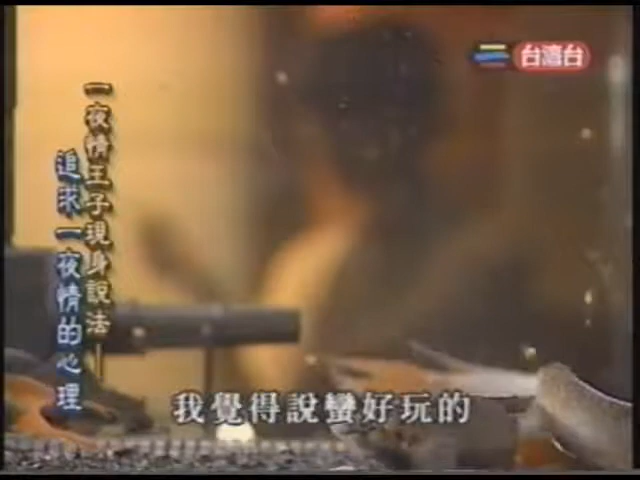 台灣台
一夜情王子現身說法—
追求一夜情的心理
我覺得說蠻好玩的